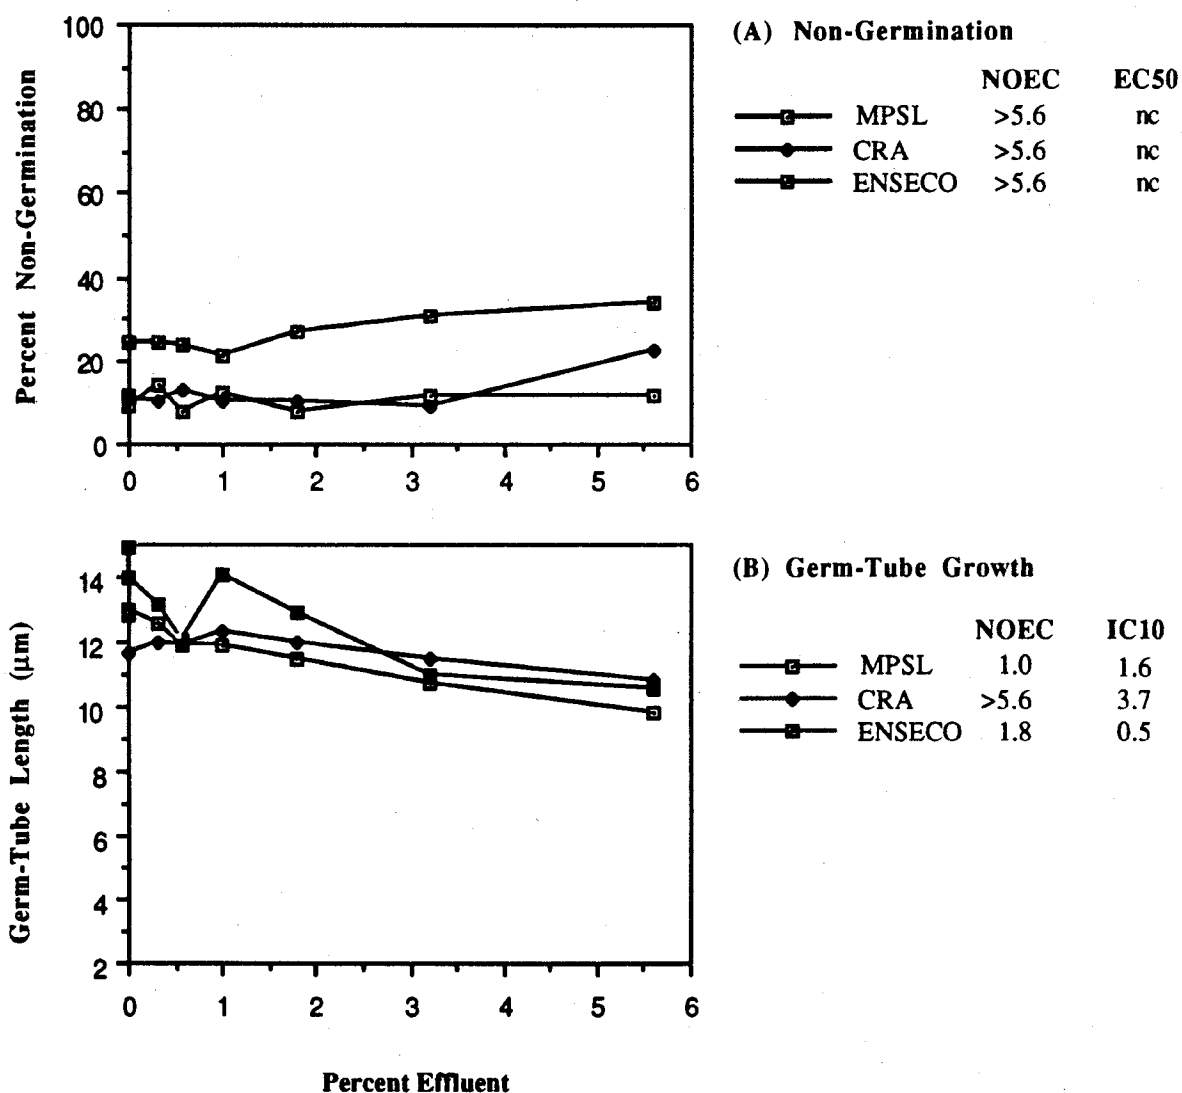 (A) Non-Germination
NOEC EC50
MPSL >5.6 nc
CRA >5.6 nc
ENSECO >5.6 nc
Percent Non-Germination
100
80
60
40
20
0
0 1 2 3 4 5 6
(B) Germ-Tube Growth
NOEC IC10
MPSL 1.0 1.6
CRA >5.6 3.7
ENSECO 1.8 0.5
Germ-Tube Length (μm)
14
12
10
8
6
4
2
0 1 2 3 4 5 6
Percent Effluent